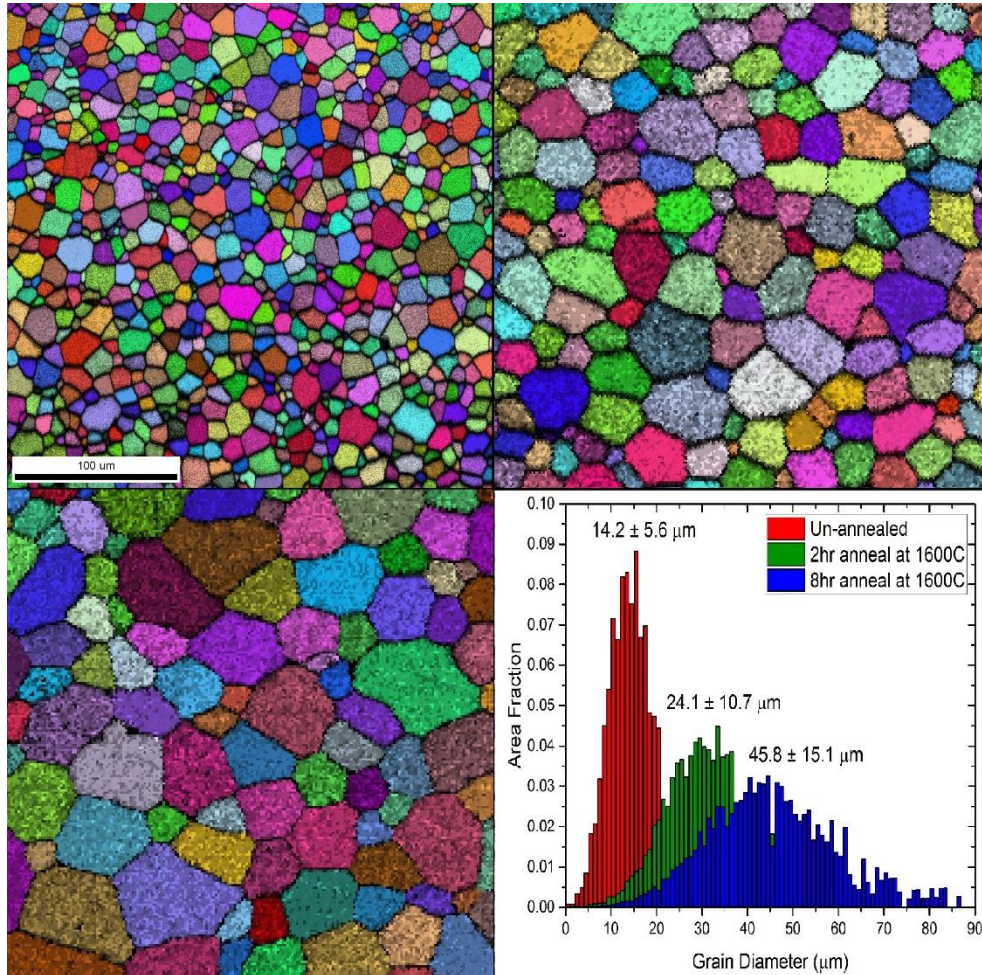 100 um
0.10
0.09
0.08
0.07
0.06
0.05
0.04
0.03
0.02
0.01
0.00
Area Fraction
14.2 ± 5.6 μm
24.1 ± 10.7 μm
45.8 ± 15.1 μm
Un-annealed
2hr anneal at 1600C
8hr anneal at 1600C
0 10 20 30 40 50 60 70 80 90
Grain Diameter (μm)